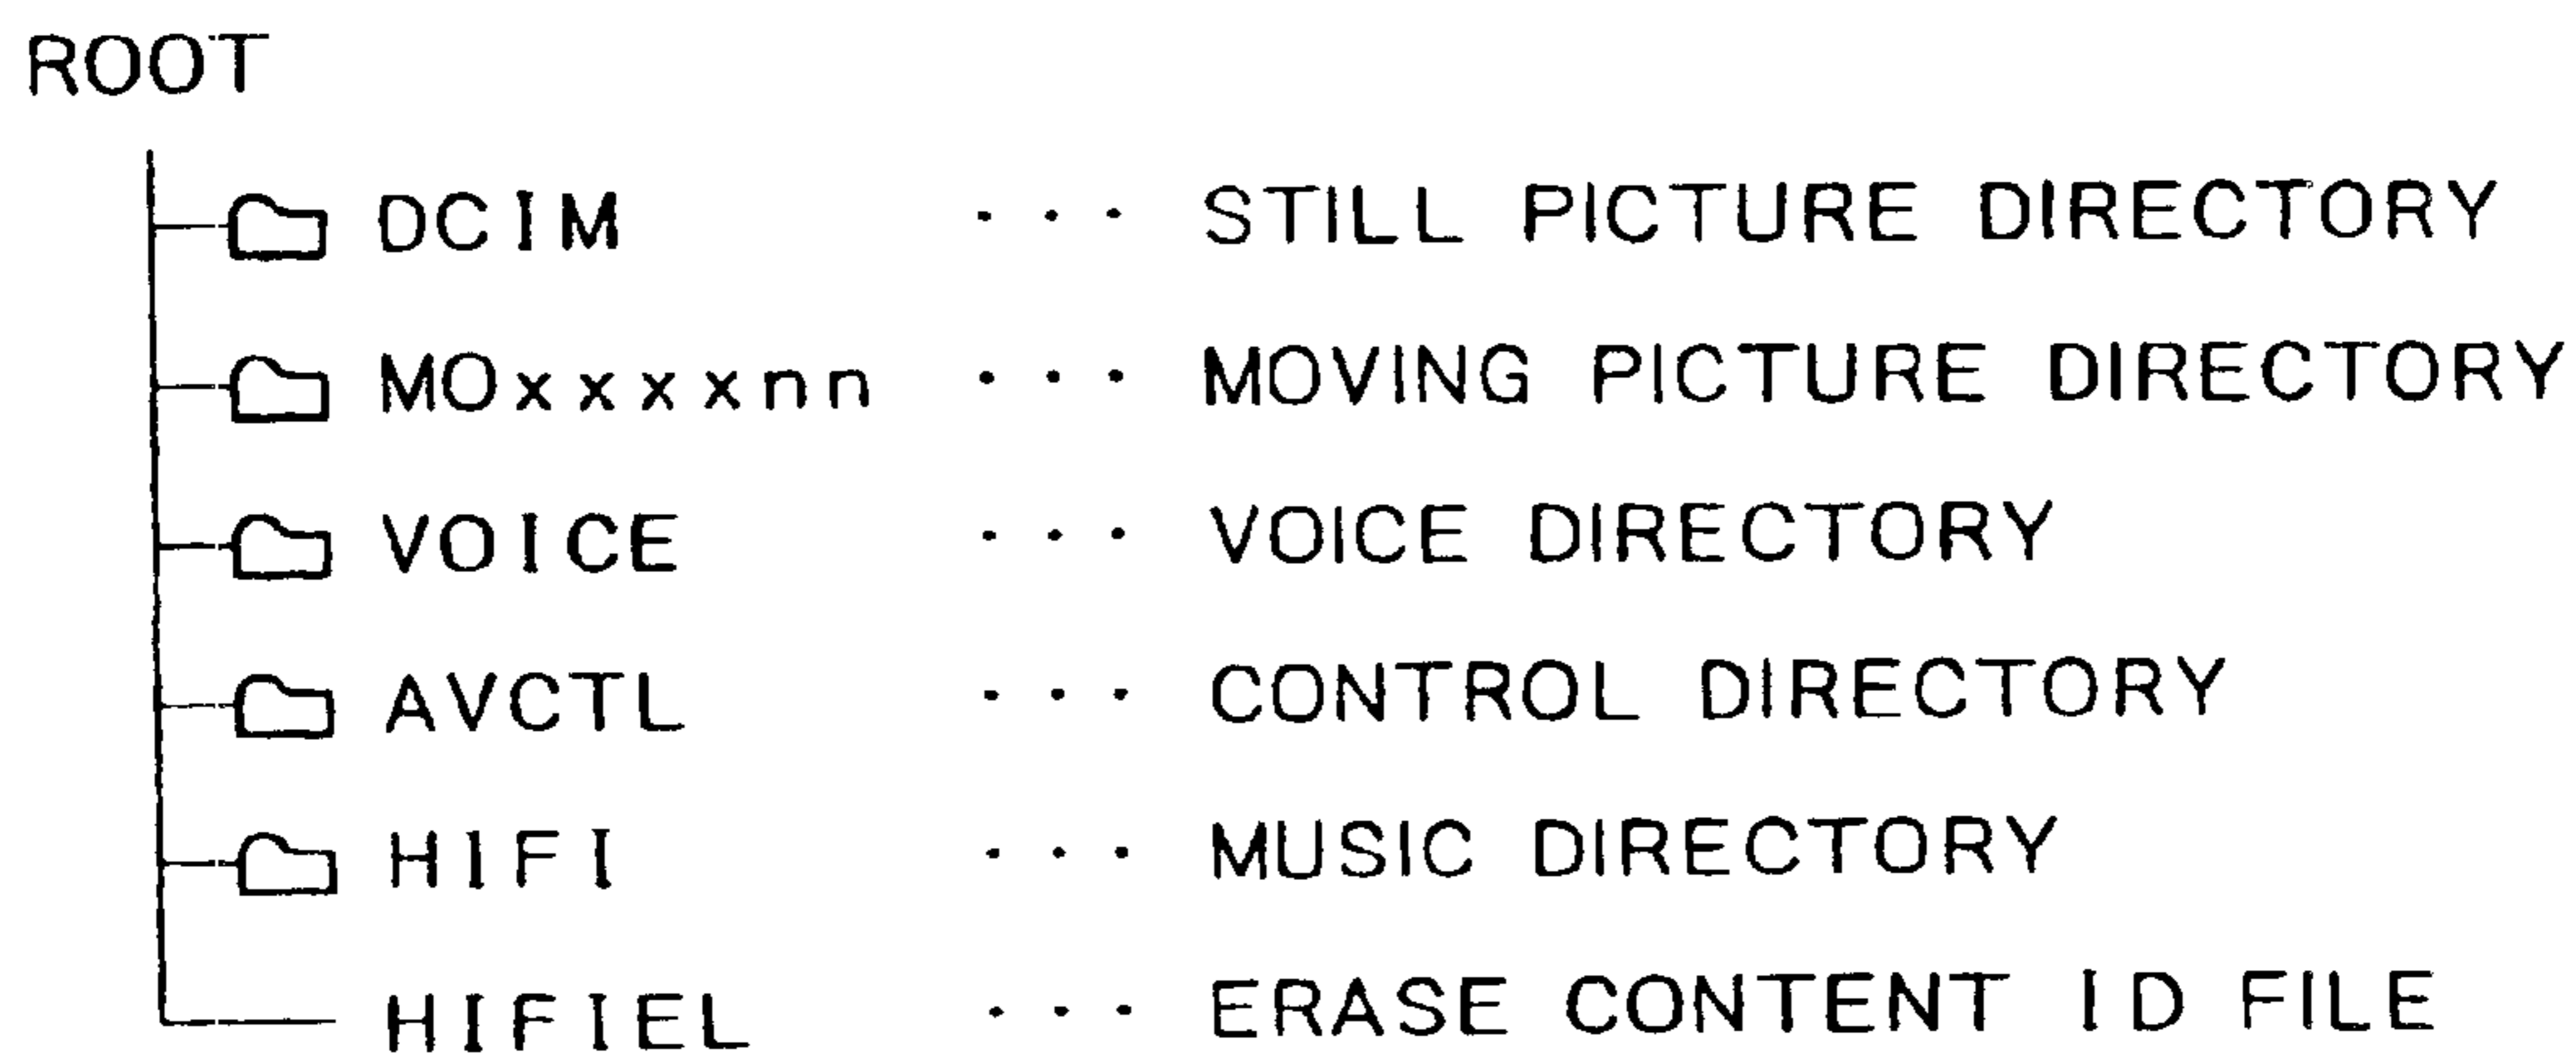 ROOT
DCIM ··· STILL PICTURE DIRECTORY
MOxxxxnn ··· MOVING PICTURE DIRECTORY
VOICE ··· VOICE DIRECTORY
AVCTL ··· CONTROL DIRECTORY
HIFI ··· MUSIC DIRECTORY
HIFIEL ··· ERASE CONTENT ID FILE